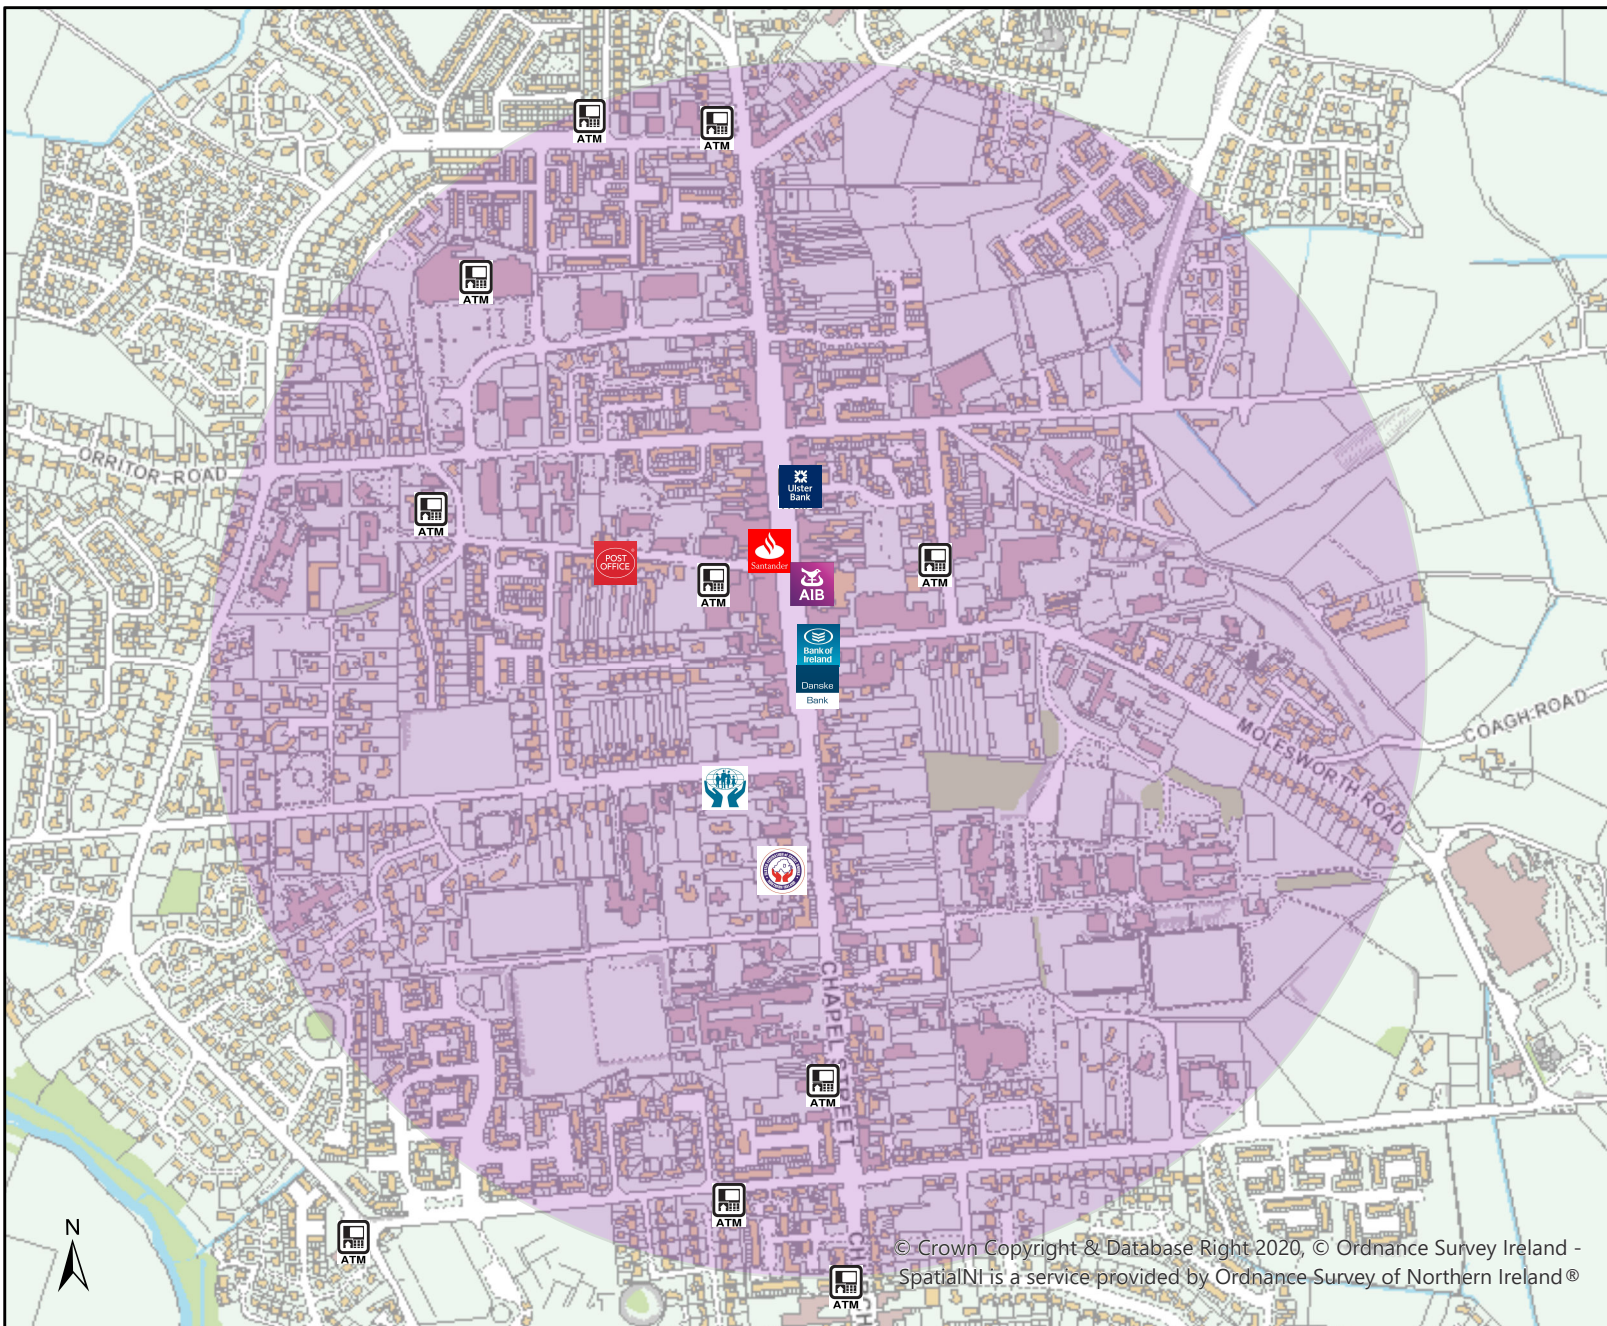 ATM
ATM
ATM
ORRITOR ROAD
Ulster
Bank
ATM
POST
OFFICE
Santander
ATM
AIB
ATM
Bank of
Ireland
Danske
Bank
COAGH ROAD
MOLESWORTH ROAD
CHAPEL STREET
ATM
ATM
ATM
ATM
N
CH
CH
© Crown Copyright & Database Right 2020, © Ordnance Survey Ireland -
SpatialNI is a service provided by Ordnance Survey of Northern Ireland®